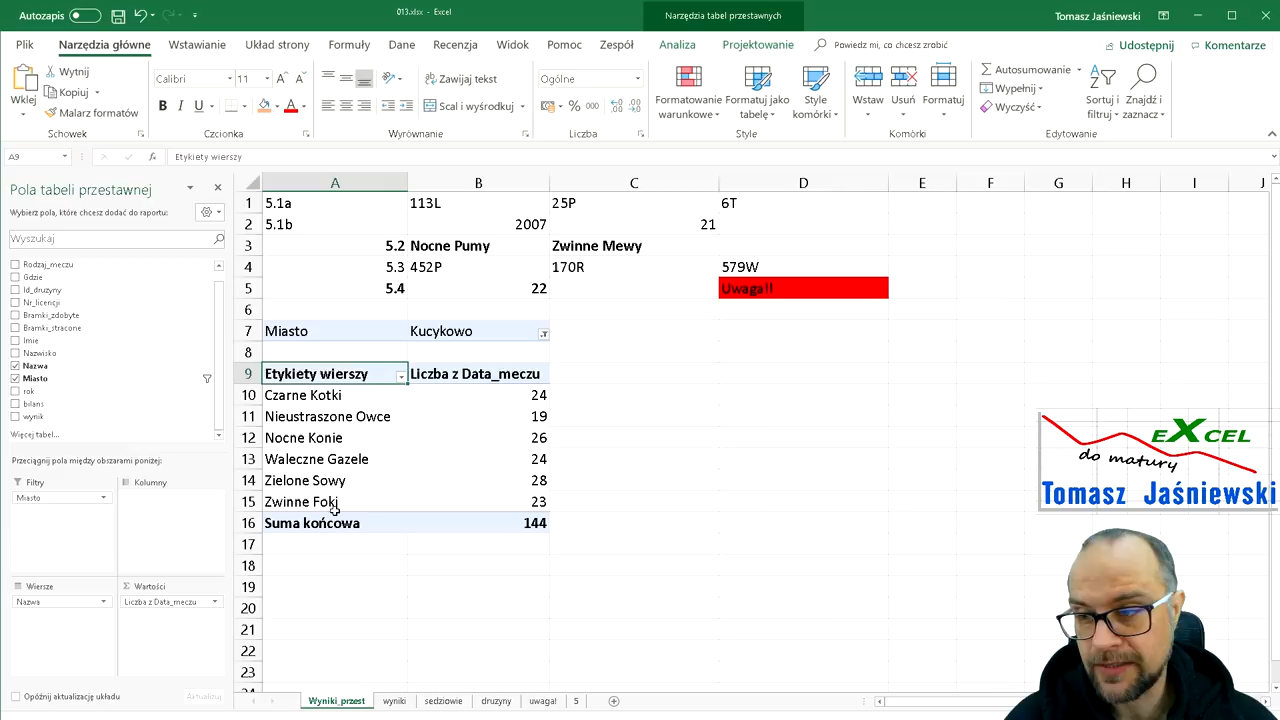 Autozapis
013.xlsx - Excel
Narzędzia tabel przestawnych
Tomasz Jaśniewski
Plik Narzędzia główne Wstawianie Układ strony Formuły Dane Recenzja Widok Pomoc Zespół Analiza Projektowanie Powiedz mi, co chcesz zrobić Udostępnij Komentarze
Wklej
Wytnij
Kopiuj
Malarz formatów
Schowek
Calibri 11
B I U
Czcionka
Zawijaj tekst
Scal i wyśrodkuj
Wyrównanie
Ogólne
% 000
Liczba
Formatowanie warunkowe
Formatuj jako tabelę
Style komórki
Style
Wstaw Usuń Formatuj
Komórki
Autosumowanie
Wypełnij
Wyczyść
Sortuj i filtruj
Znajdź i zaznacz
Edytowanie
A9
fx
Etykiety wierszy
Pola tabeli przestawnej
Wybierz pola, które chcesz dodać do raportu:
Wyszukaj
Rodzaj_meczu
Gdzie
Id_druzyny
Nr_licencji
Bramki_zdobyte
Bramki_stracone
Imie
Nazwisko
Nazwa
Miasto
rok
bilans
wynik
Więcej tabel...
Przeciągnij pola między obszarami poniżej:
Filtry Kolumny
Miasto
Wiersze Σ Wartości
Nazwa Liczba z Data_meczu
Opóźnij aktualizację układu Aktualizuj
A B C D E F G H I J
1 5.1a 113L 25P 6T
2 5.1b 2007 21
3 5.2 Nocne Pumy Zwinne Mewy
4 5.3 452P 170R 579W
5 5.4 22 Uwaga!!
6
7 Miasto Kucykowo
8
9 Etykiety wierszy Liczba z Data_meczu
10 Czarne Kotki 24
11 Nieustraszone Owce 19
12 Nocne Konie 26
13 Waleczne Gazele 24
14 Zielone Sowy 28
15 Zwinne Foki 23
16 Suma końcowa 144
17
18
19
20
21
22
23
EXCEL
do matury
Tomasz Jaśniewski
Wyniki_przest wyniki sedziowie druzyny uwaga! 5